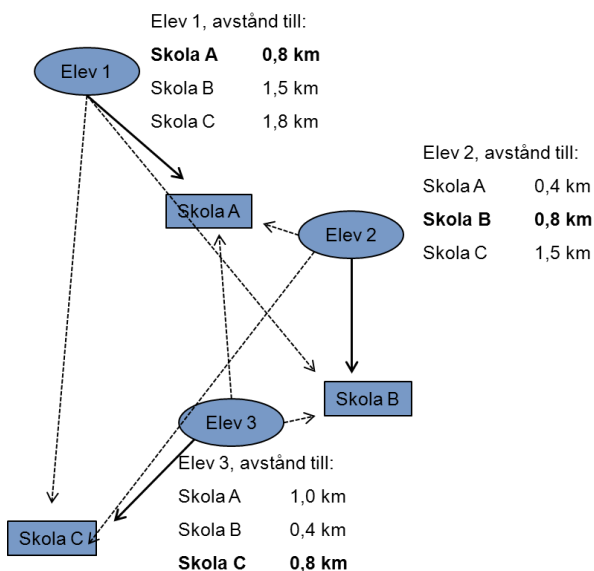 Elev 1, avstånd till:
Skola A 0,8 km
Skola B 1,5 km
Skola C 1,8 km
Elev 1
Elev 2, avstånd till:
Skola A 0,4 km
Skola B 0,8 km
Skola C 1,5 km
Skola A
Elev 2
Skola B
Elev 3
Elev 3, avstånd till:
Skola A 1,0 km
Skola B 0,4 km
Skola C 0,8 km
Skola C